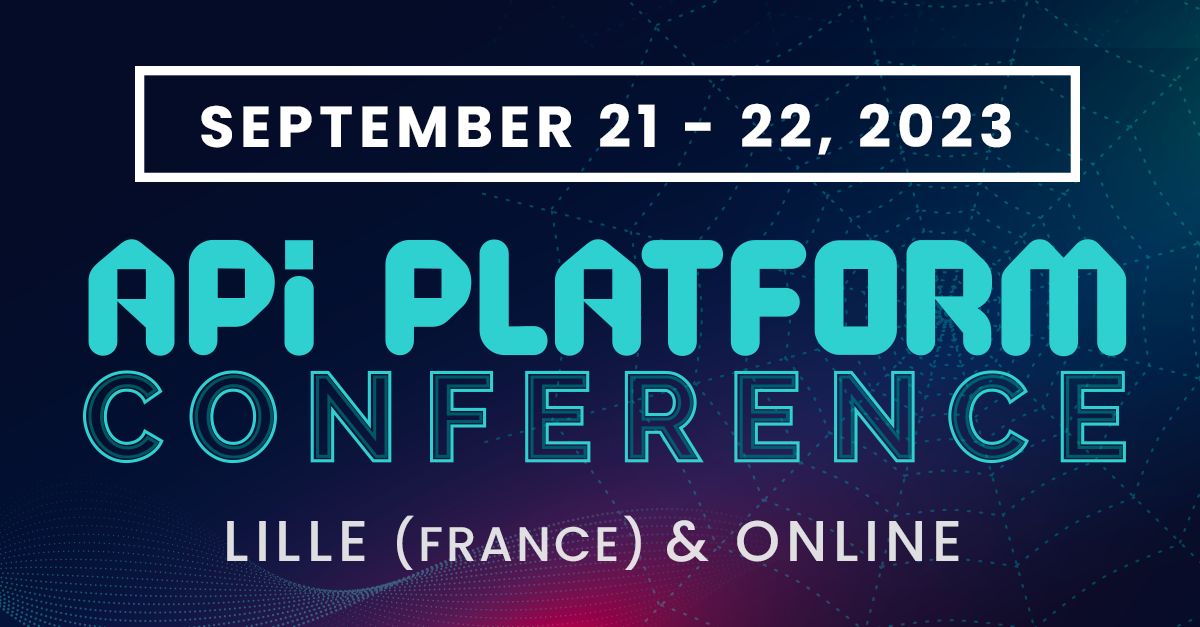 SEPTEMBER 21 - 22, 2023
APi PLATFORM
CONFERENCE
LILLE (FRANCE) & ONLINE